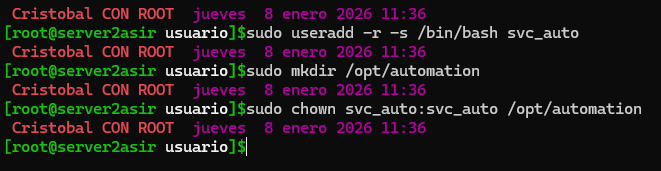 Cristobal CON ROOT  jueves  8 enero 2026 11:36
[root@server2asir usuario]$sudo useradd -r -s /bin/bash svc_auto
Cristobal CON ROOT  jueves  8 enero 2026 11:36
[root@server2asir usuario]$sudo mkdir /opt/automation
Cristobal CON ROOT  jueves  8 enero 2026 11:36
[root@server2asir usuario]$sudo chown svc_auto:svc_auto /opt/automation
Cristobal CON ROOT  jueves  8 enero 2026 11:36
[root@server2asir usuario]$